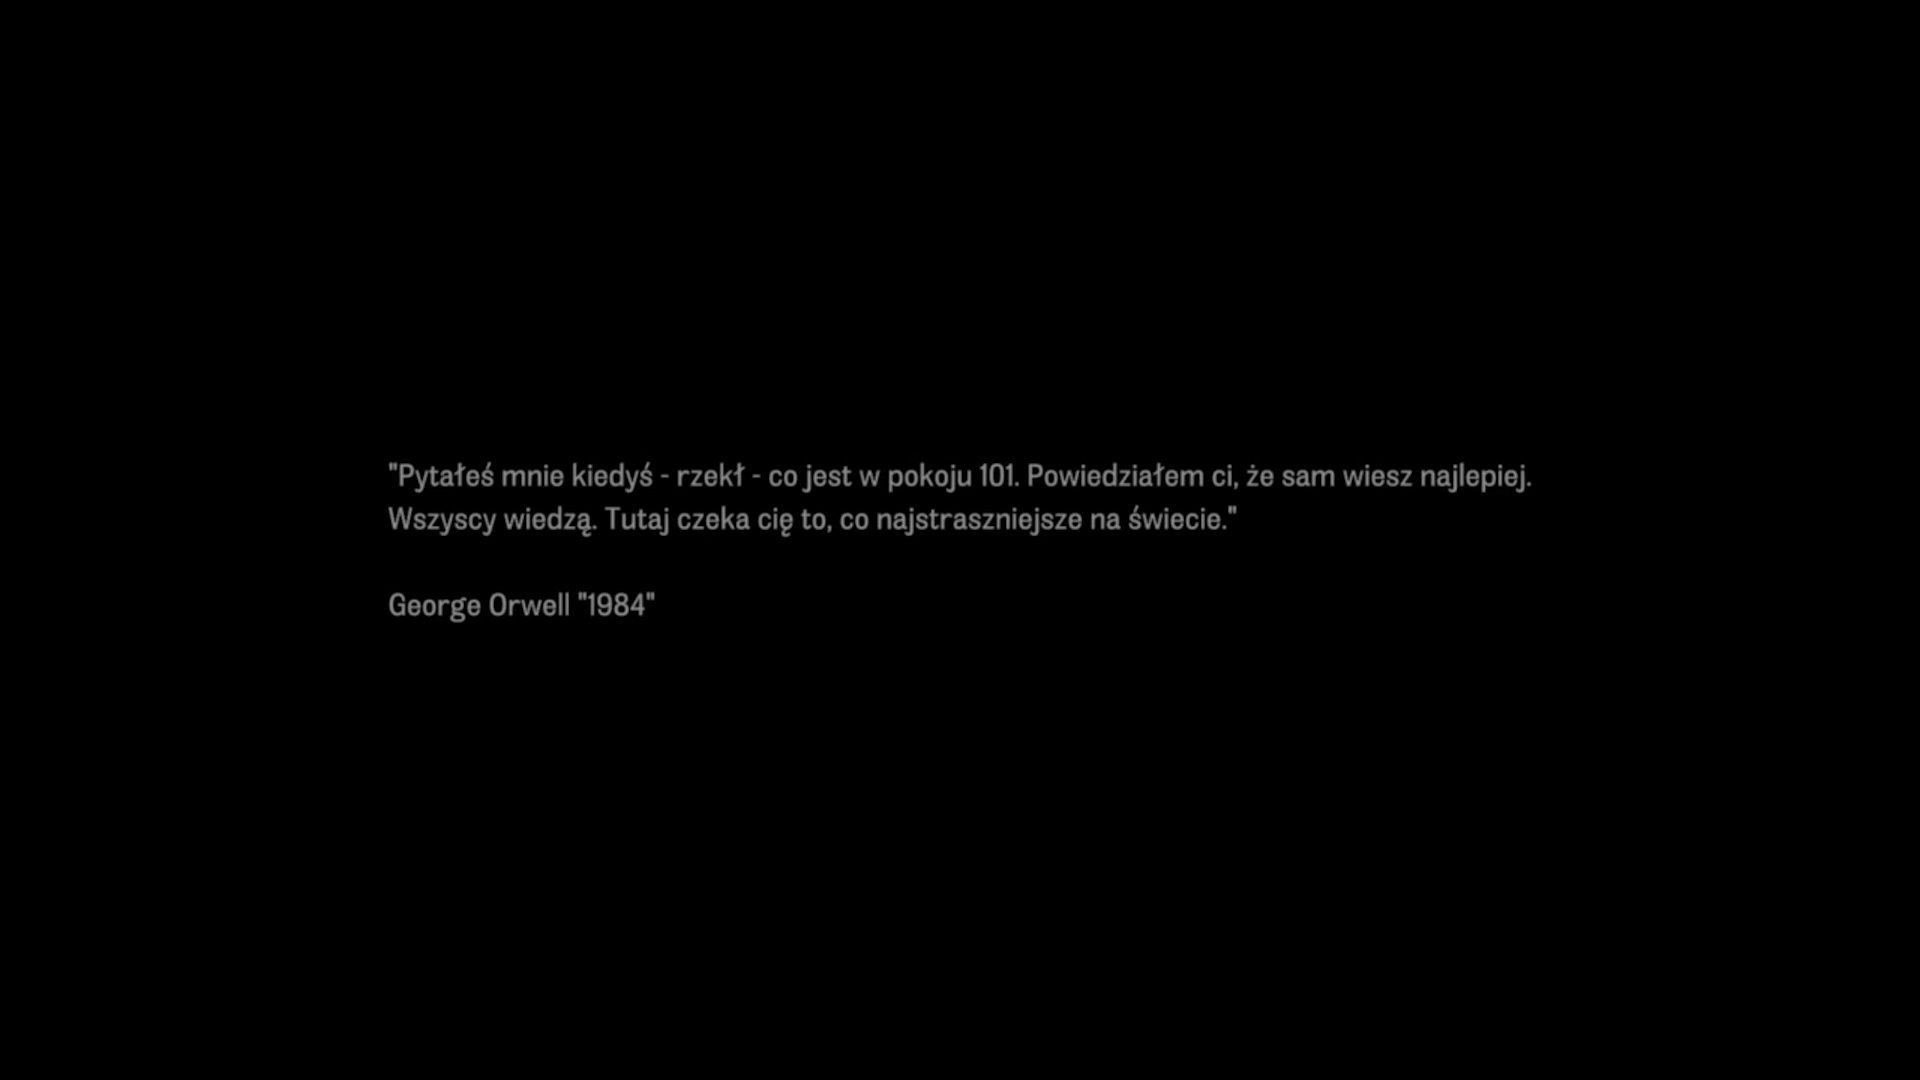 "Pytałeś mnie kiedyś - rzekł - co jest w pokoju 101. Powiedziałem ci, że sam wiesz najlepiej.
Wszyscy wiedzą. Tutaj czeka cię to, co najstraszniejsze na świecie."
George Orwell "1984"